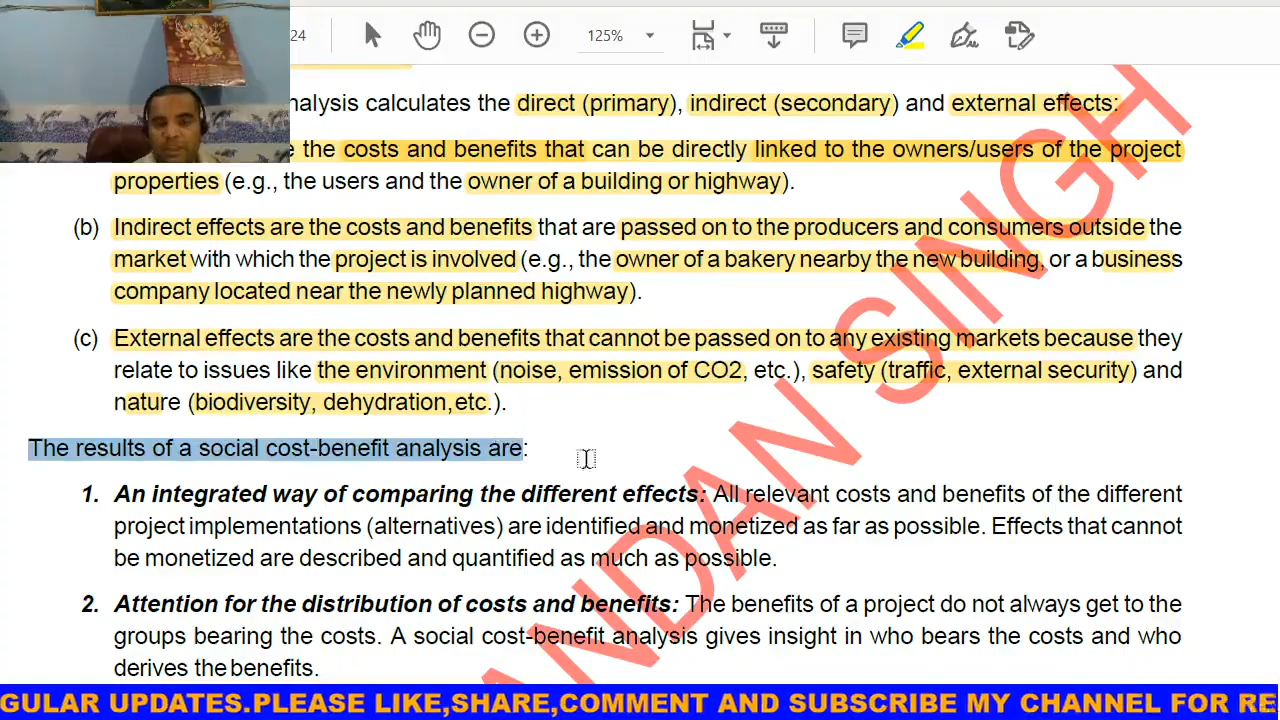 24
125%
nalysis calculates the direct (primary), indirect (secondary) and external effects:
e the costs and benefits that can be directly linked to the owners/users of the project
properties (e.g., the users and the owner of a building or highway).
(b) Indirect effects are the costs and benefits that are passed on to the producers and consumers outside the
market with which the project is involved (e.g., the owner of a bakery nearby the new building, or a business
company located near the newly planned highway).
(c) External effects are the costs and benefits that cannot be passed on to any existing markets because they
relate to issues like the environment (noise, emission of CO2, etc.), safety (traffic, external security) and
nature (biodiversity, dehydration, etc.).
The results of a social cost-benefit analysis are:
1. An integrated way of comparing the different effects: All relevant costs and benefits of the different
project implementations (alternatives) are identified and monetized as far as possible. Effects that cannot
be monetized are described and quantified as much as possible.
2. Attention for the distribution of costs and benefits: The benefits of a project do not always get to the
groups bearing the costs. A social cost-benefit analysis gives insight in who bears the costs and who
derives the benefits.
NDAN SINGH
GULAR UPDATES.PLEASE LIKE,SHARE,COMMENT AND SUBSCRIBE MY CHANNEL FOR RE